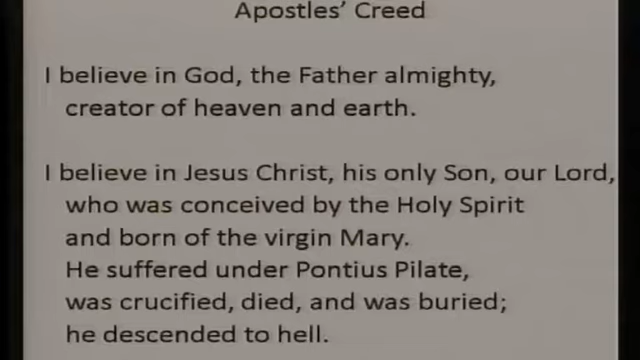 Apostles’ Creed
I believe in God, the Father almighty,
creator of heaven and earth.
I believe in Jesus Christ, his only Son, our Lord,
who was conceived by the Holy Spirit
and born of the virgin Mary.
He suffered under Pontius Pilate,
was crucified, died, and was buried;
he descended to hell.